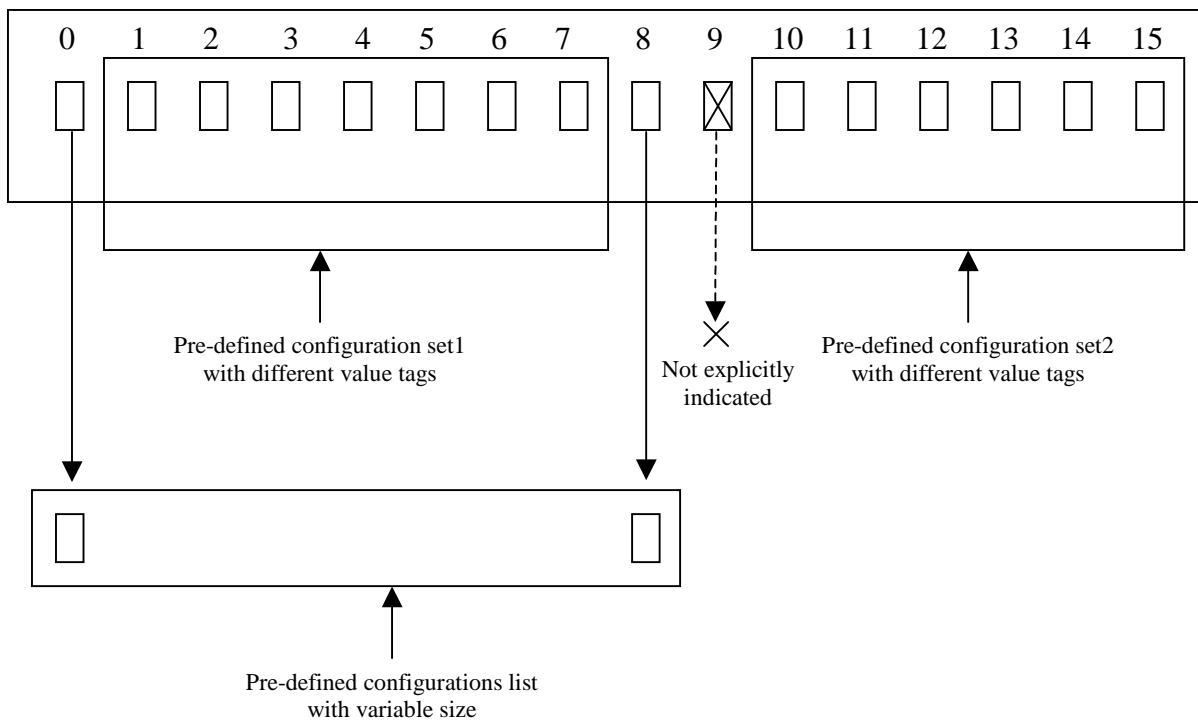 0 1 2 3 4 5 6 7 8 9 10 11 12 13 14 15
Pre-defined configuration set1
with different value tags
Not explicitly
indicated
Pre-defined configuration set2
with different value tags
Pre-defined configurations list
with variable size